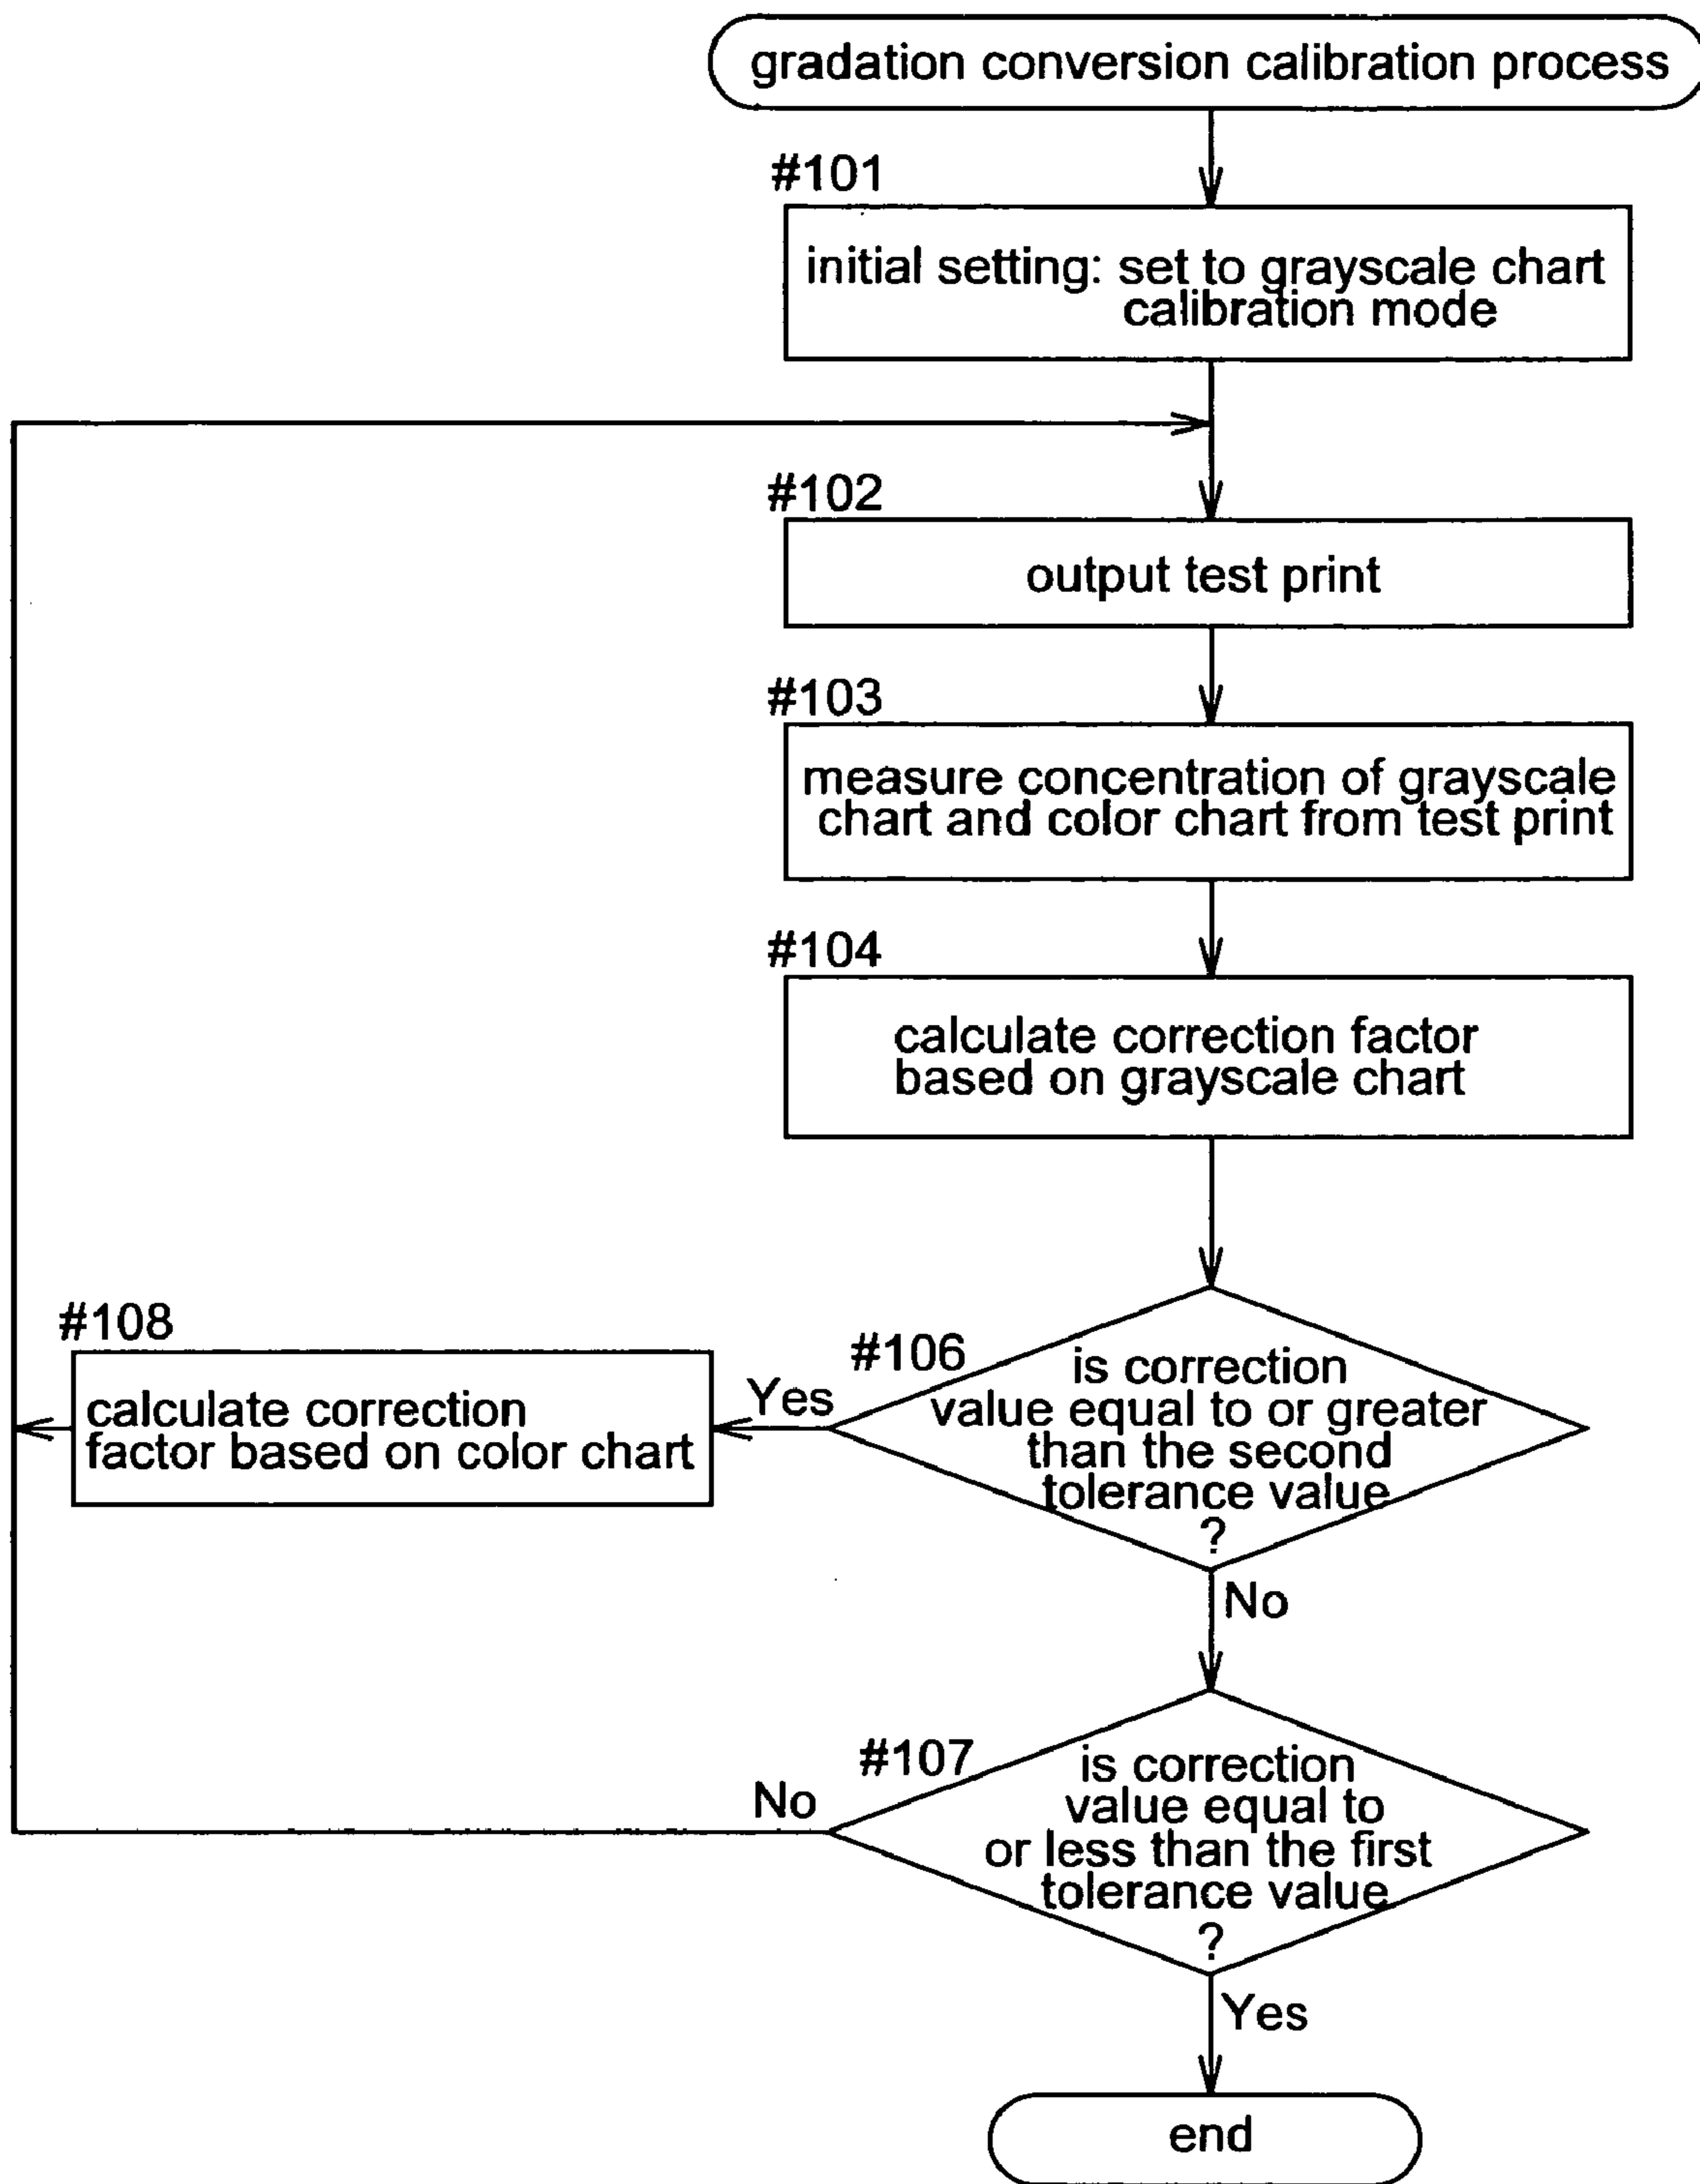 gradation conversion calibration process
#101
initial setting: set to grayscale chart
calibration mode
#102
output test print
#103
measure concentration of grayscale
chart and color chart from test print
#104
calculate correction factor
based on grayscale chart
#108
calculate correction
factor based on color chart
Yes
#106
is correction
value equal to or greater
than the second
tolerance value
?
No
#107
is correction
value equal to
or less than the first
tolerance value
?
No
Yes
end